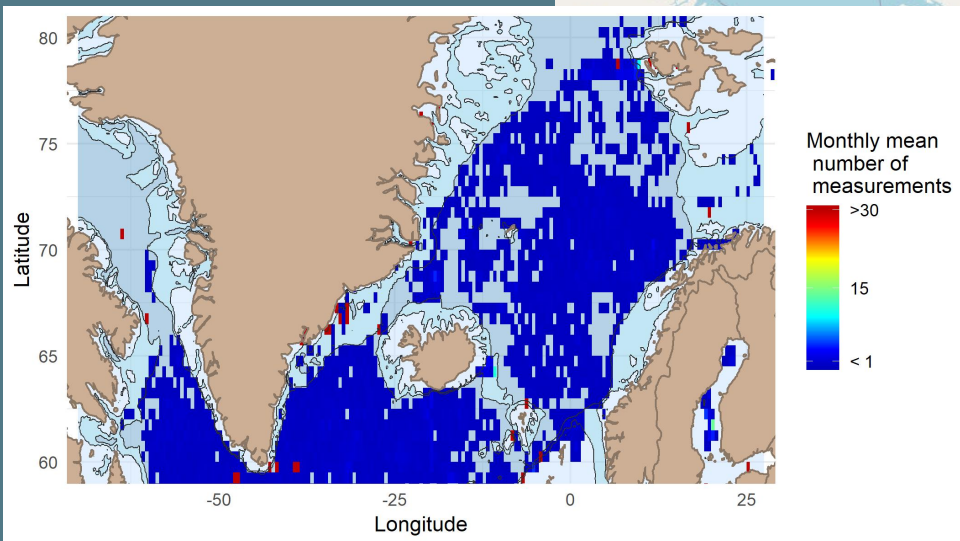 80
75
70
65
60
Latitude
-50
-25
0
25
Longitude
Monthly mean
number of
measurements
>30
15
< 1